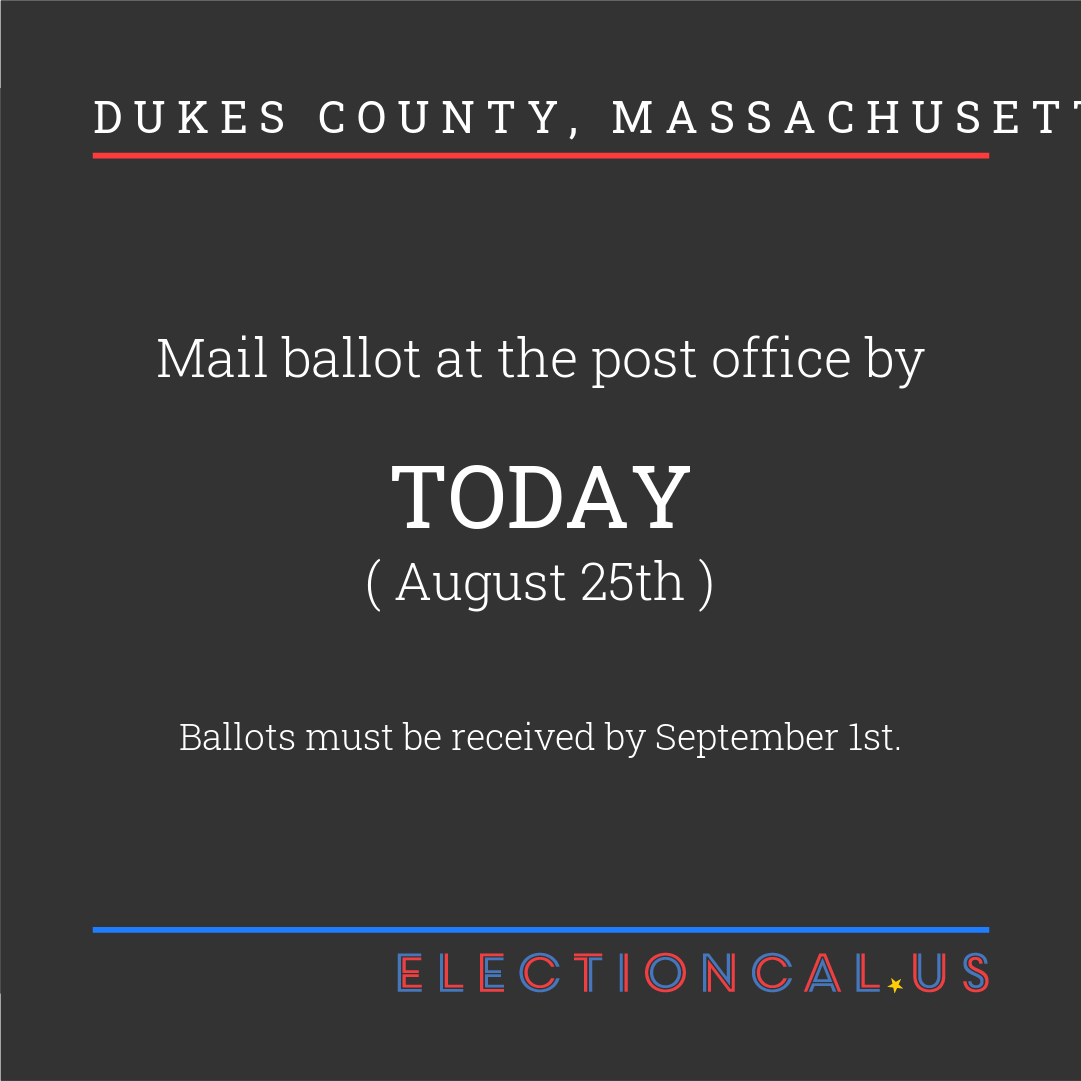 DUKES COUNTY, MASSACHUSETT
Mail ballot at the post office by
TODAY
( August 25th )
Ballots must be received by September 1st.
ELECTIONCAL.US